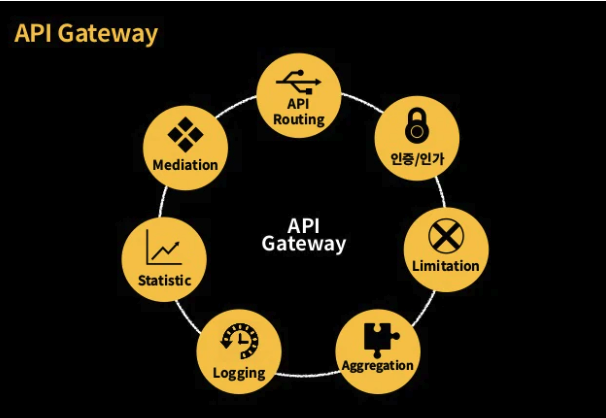 API Gateway
API
Routing
인증/인가
Limitation
Aggregation
Logging
Statistic
Mediation
API
Gateway